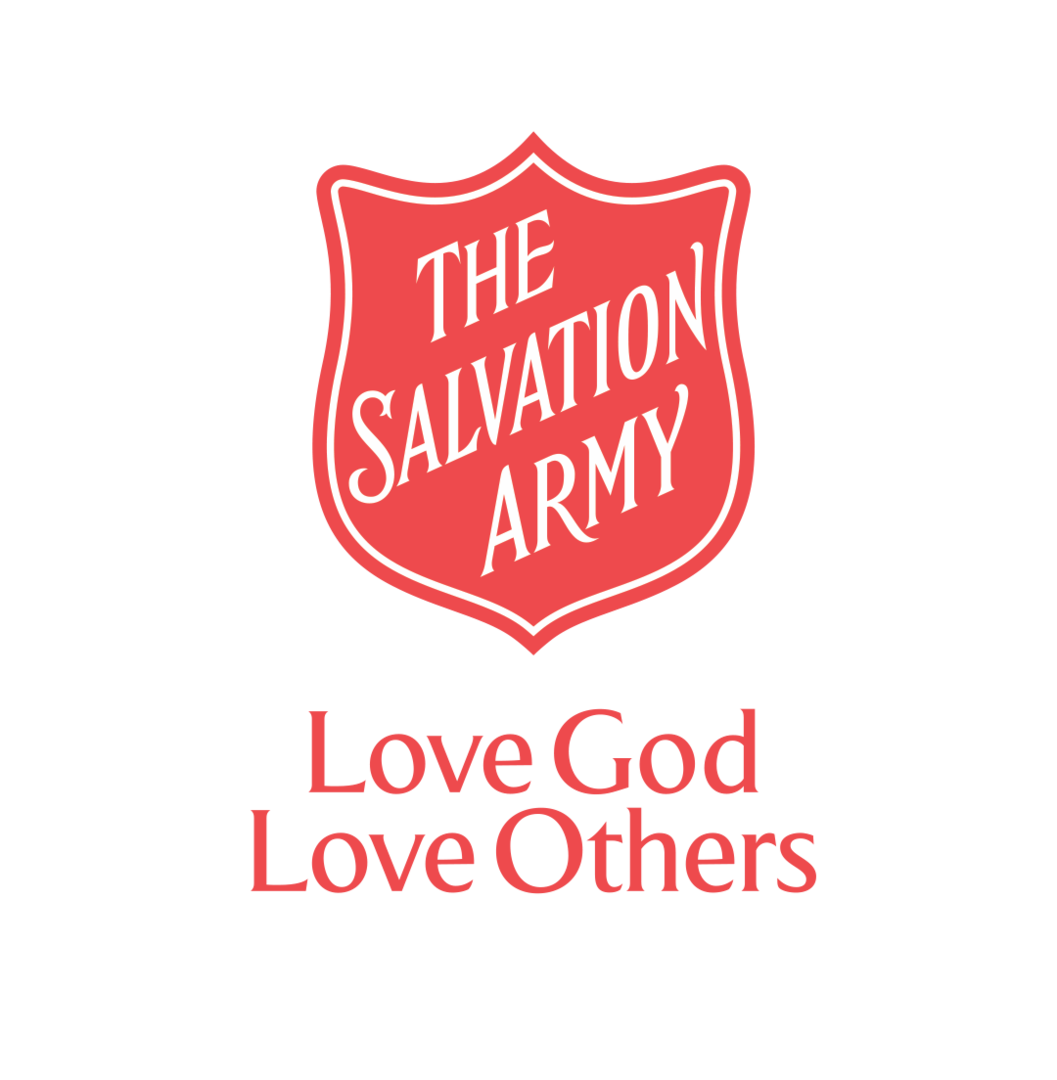 THE
SALVATION
ARMY
Love God
Love Others